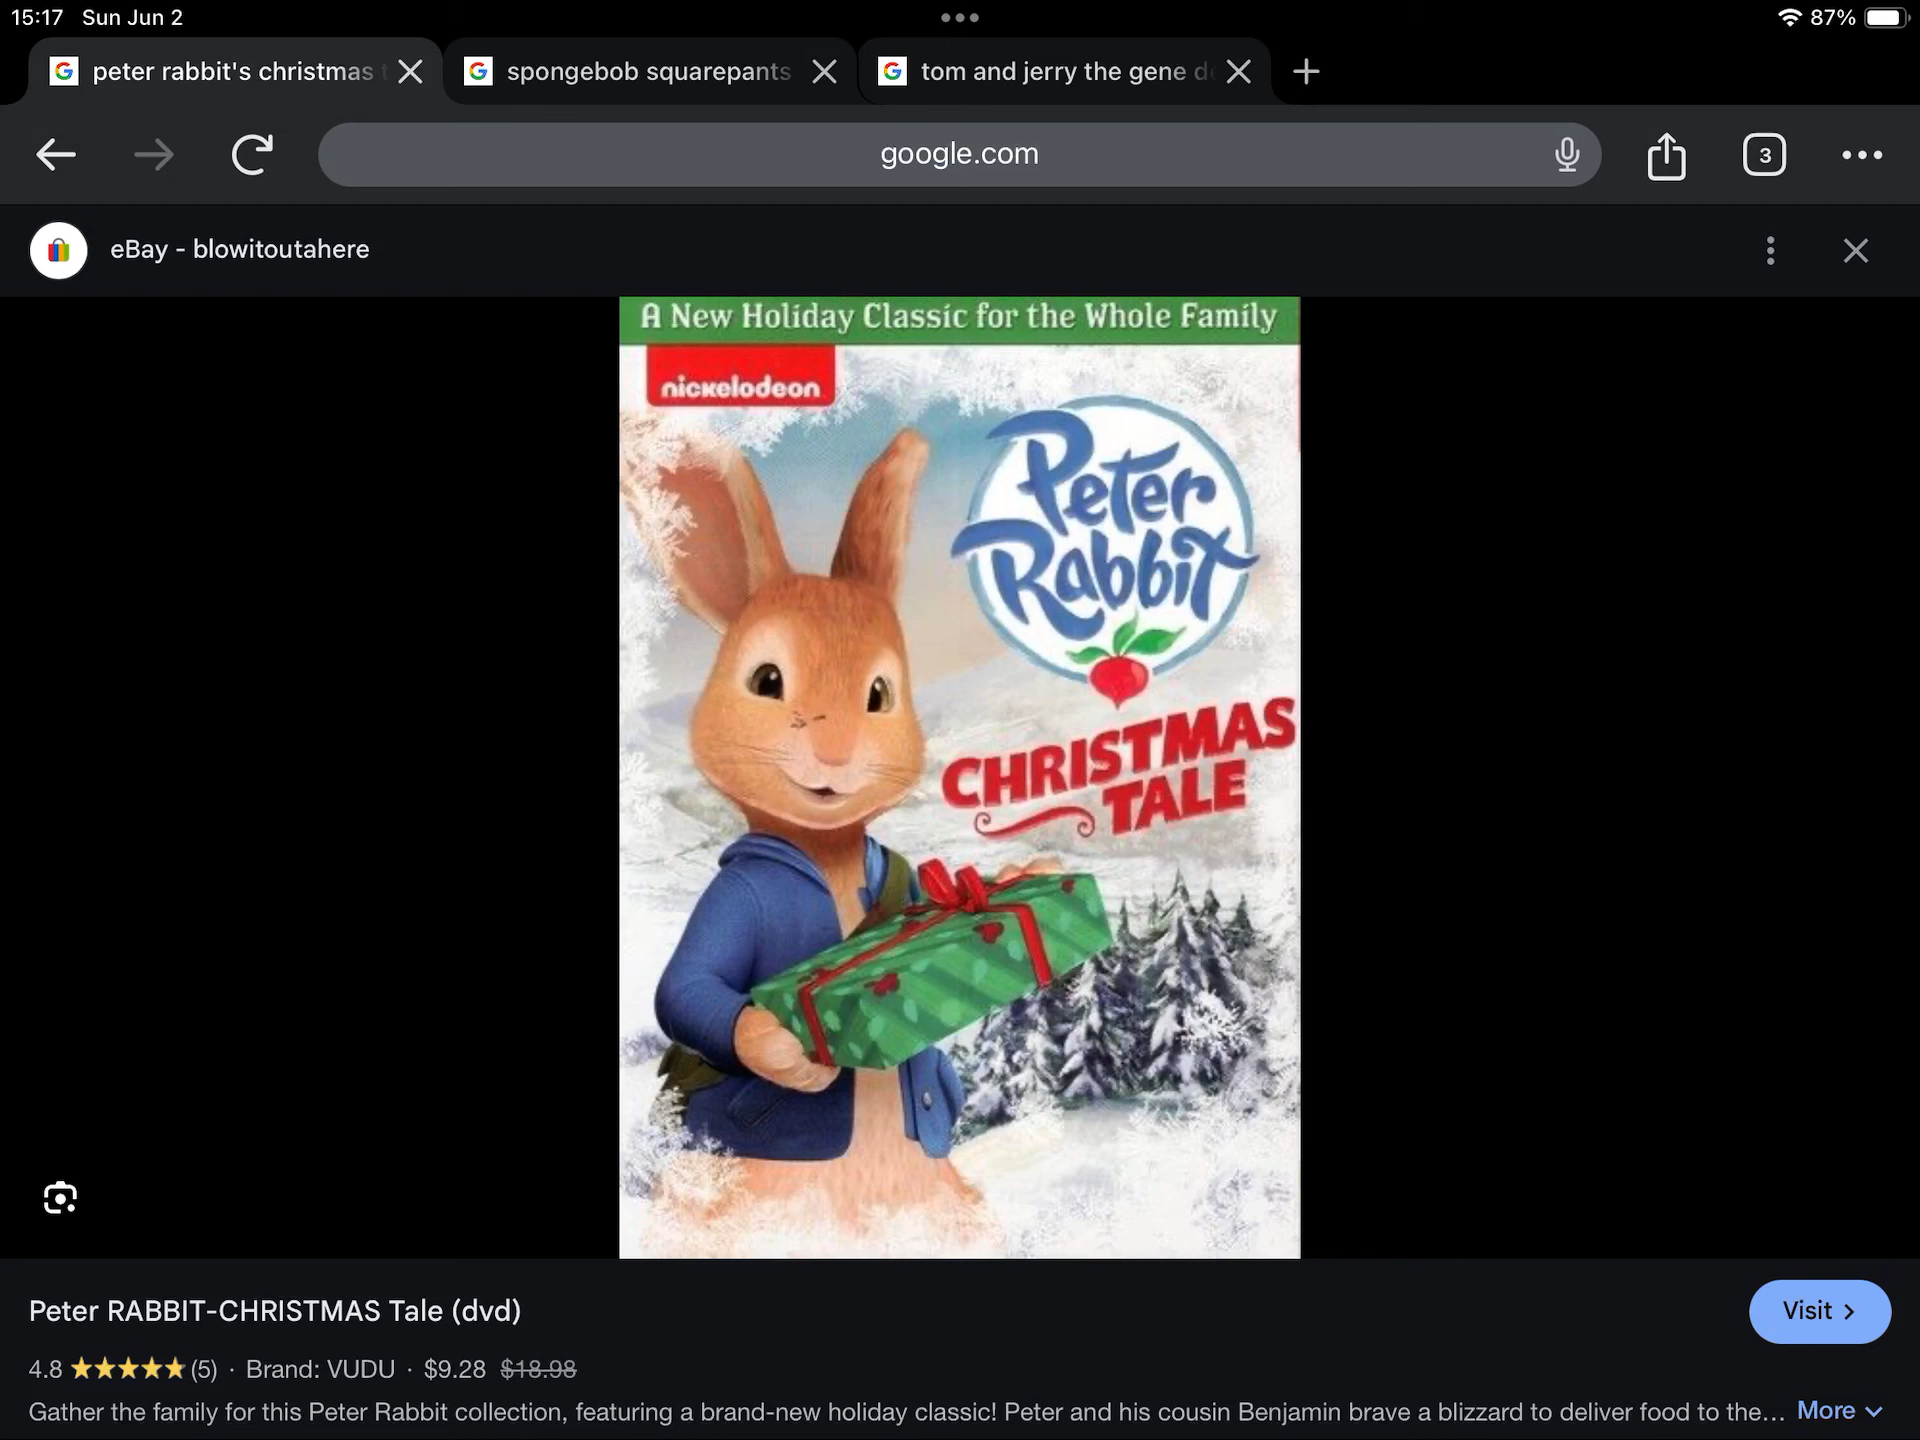 15:17 Sun Jun 2
87%
peter rabbit's christmas
spongebob squarepants
tom and jerry the gene d
google.com
3
eBay - blowitoutahere
A New Holiday Classic for the Whole Family
nickelodeon
Peter
Rabbit
CHRISTMAS
TALE
Peter RABBIT-CHRISTMAS Tale (dvd)
Visit
4.8 ★★★★★ (5) · Brand: VUDU · $9.28 $18.98
Gather the family for this Peter Rabbit collection, featuring a brand-new holiday classic! Peter and his cousin Benjamin brave a blizzard to deliver food to the... More